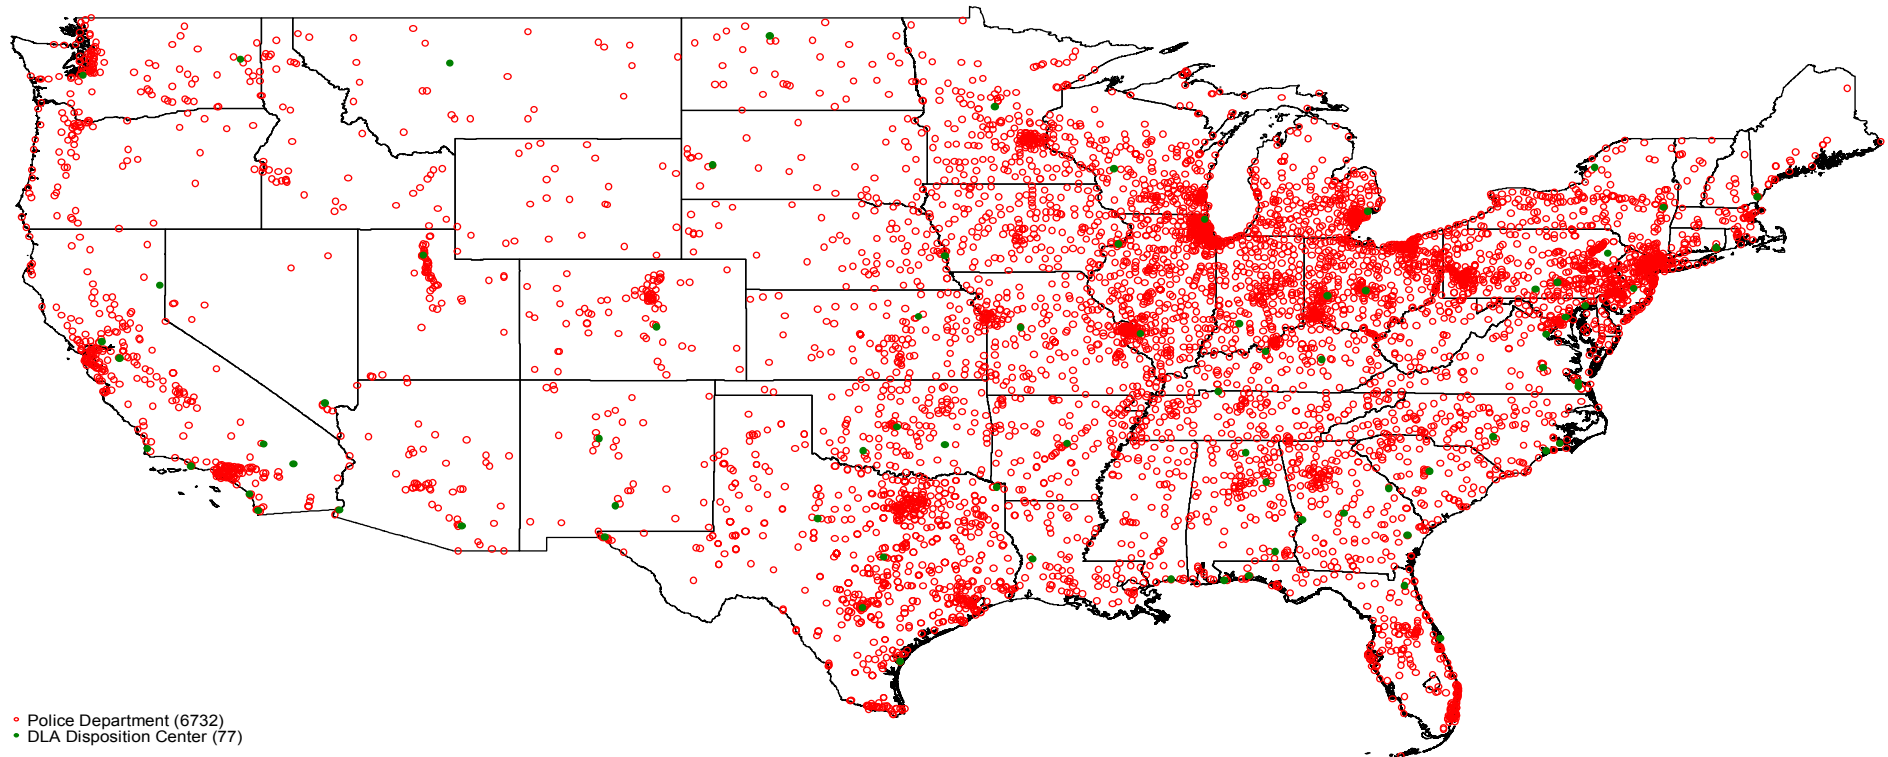 Police Department (6732)
DLA Disposition Center (77)